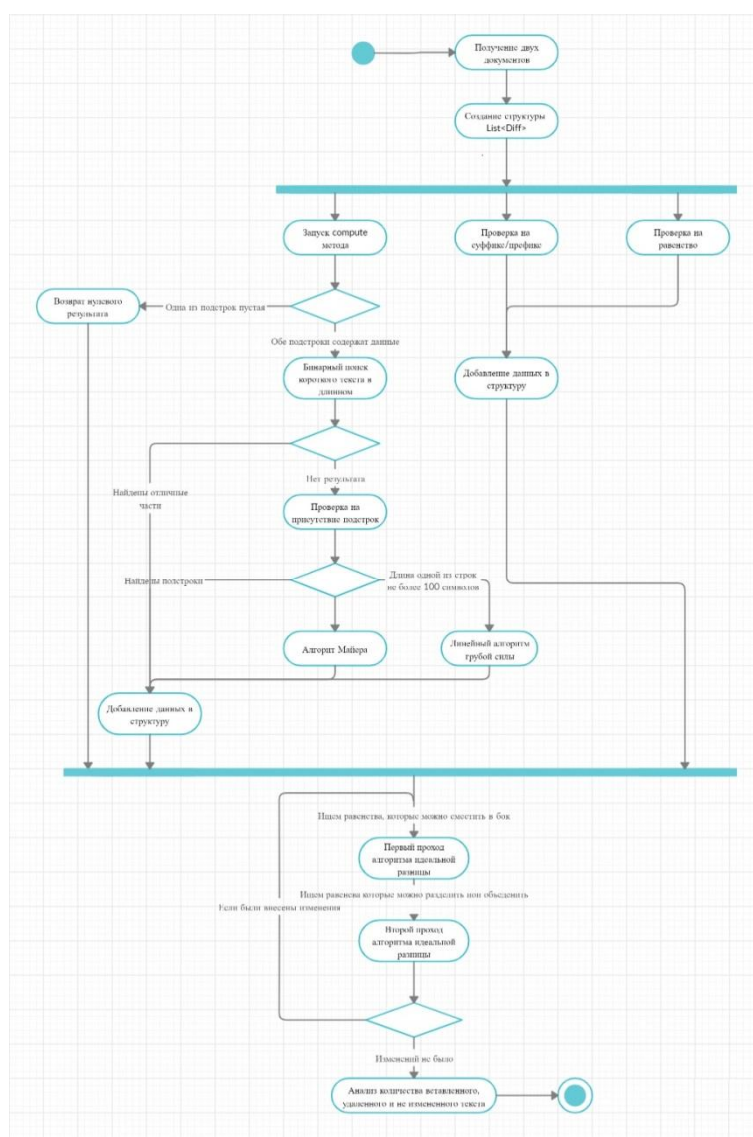 Получение двух
документов
Создание структуры
List<Diff>
Запуск compute
метода
Проверка на
суффикс/префикс
Проверка на
равенство
Возврат нулевого
результата
Одна из подстрок пустая
Обе подстроки содержат данные
Бинарный поиск
короткого текста в
длинном
Добавление данных в
структуру
Найдены отличные
части
Нет результата
Проверка на
присутствие подстрок
Найдены подстроки
Длина одной из строк
не более 100 символов
Алгорит Майера
Линейный алгоритм
грубой силы
Добавление данных в
структуру
Ищем равенства, которые можно сместить в бок
Первый проход
алгоритма идеальной
разницы
Ищем равенева которые можно разделить или объеденить
Если были внесены изменения
Второй проход
алгоритма идеальной
разницы
Изменений не было
Анализ количества вставленного,
удаленного и не измененного текста